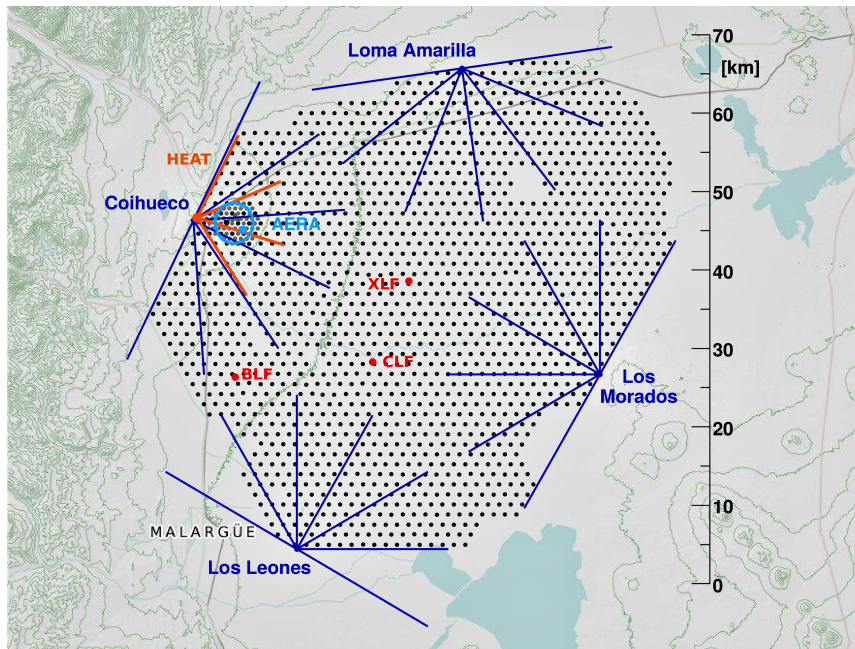 70
Loma Amarilla
[km]
60
HEAT
50
Coihueco
AERA
40
XLF
30
CLF
BLF
Los
Morados
20
10
MALARGÜE
Los Leones
0